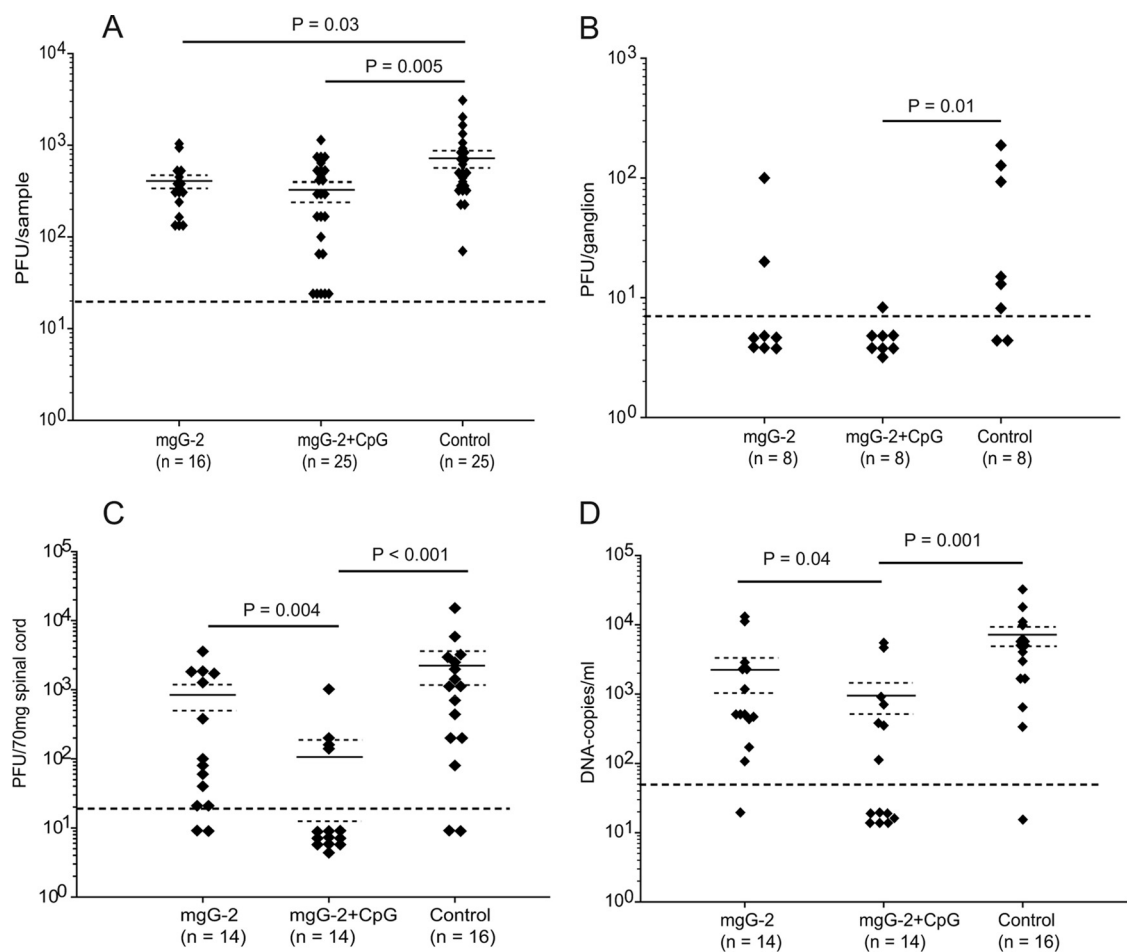 A
P = 0.03
P = 0.005
10^4
10^3
10^2
10^1
10^0
PFU/sample
mgG-2 mgG-2+CpG Control
(n = 16) (n = 25) (n = 25)
B
P = 0.01
10^3
10^2
10^1
10^0
PFU/ganglion
mgG-2 mgG-2+CpG Control
(n = 8) (n = 8) (n = 8)
C
P < 0.001
P = 0.004
10^5
10^4
10^3
10^2
10^1
10^0
PFU/70mg spinal cord
mgG-2 mgG-2+CpG Control
(n = 14) (n = 14) (n = 16)
D
P = 0.001
P = 0.04
10^5
10^4
10^3
10^2
10^1
10^0
DNA-copies/ml
mgG-2 mgG-2+CpG Control
(n = 14) (n = 14) (n = 16)